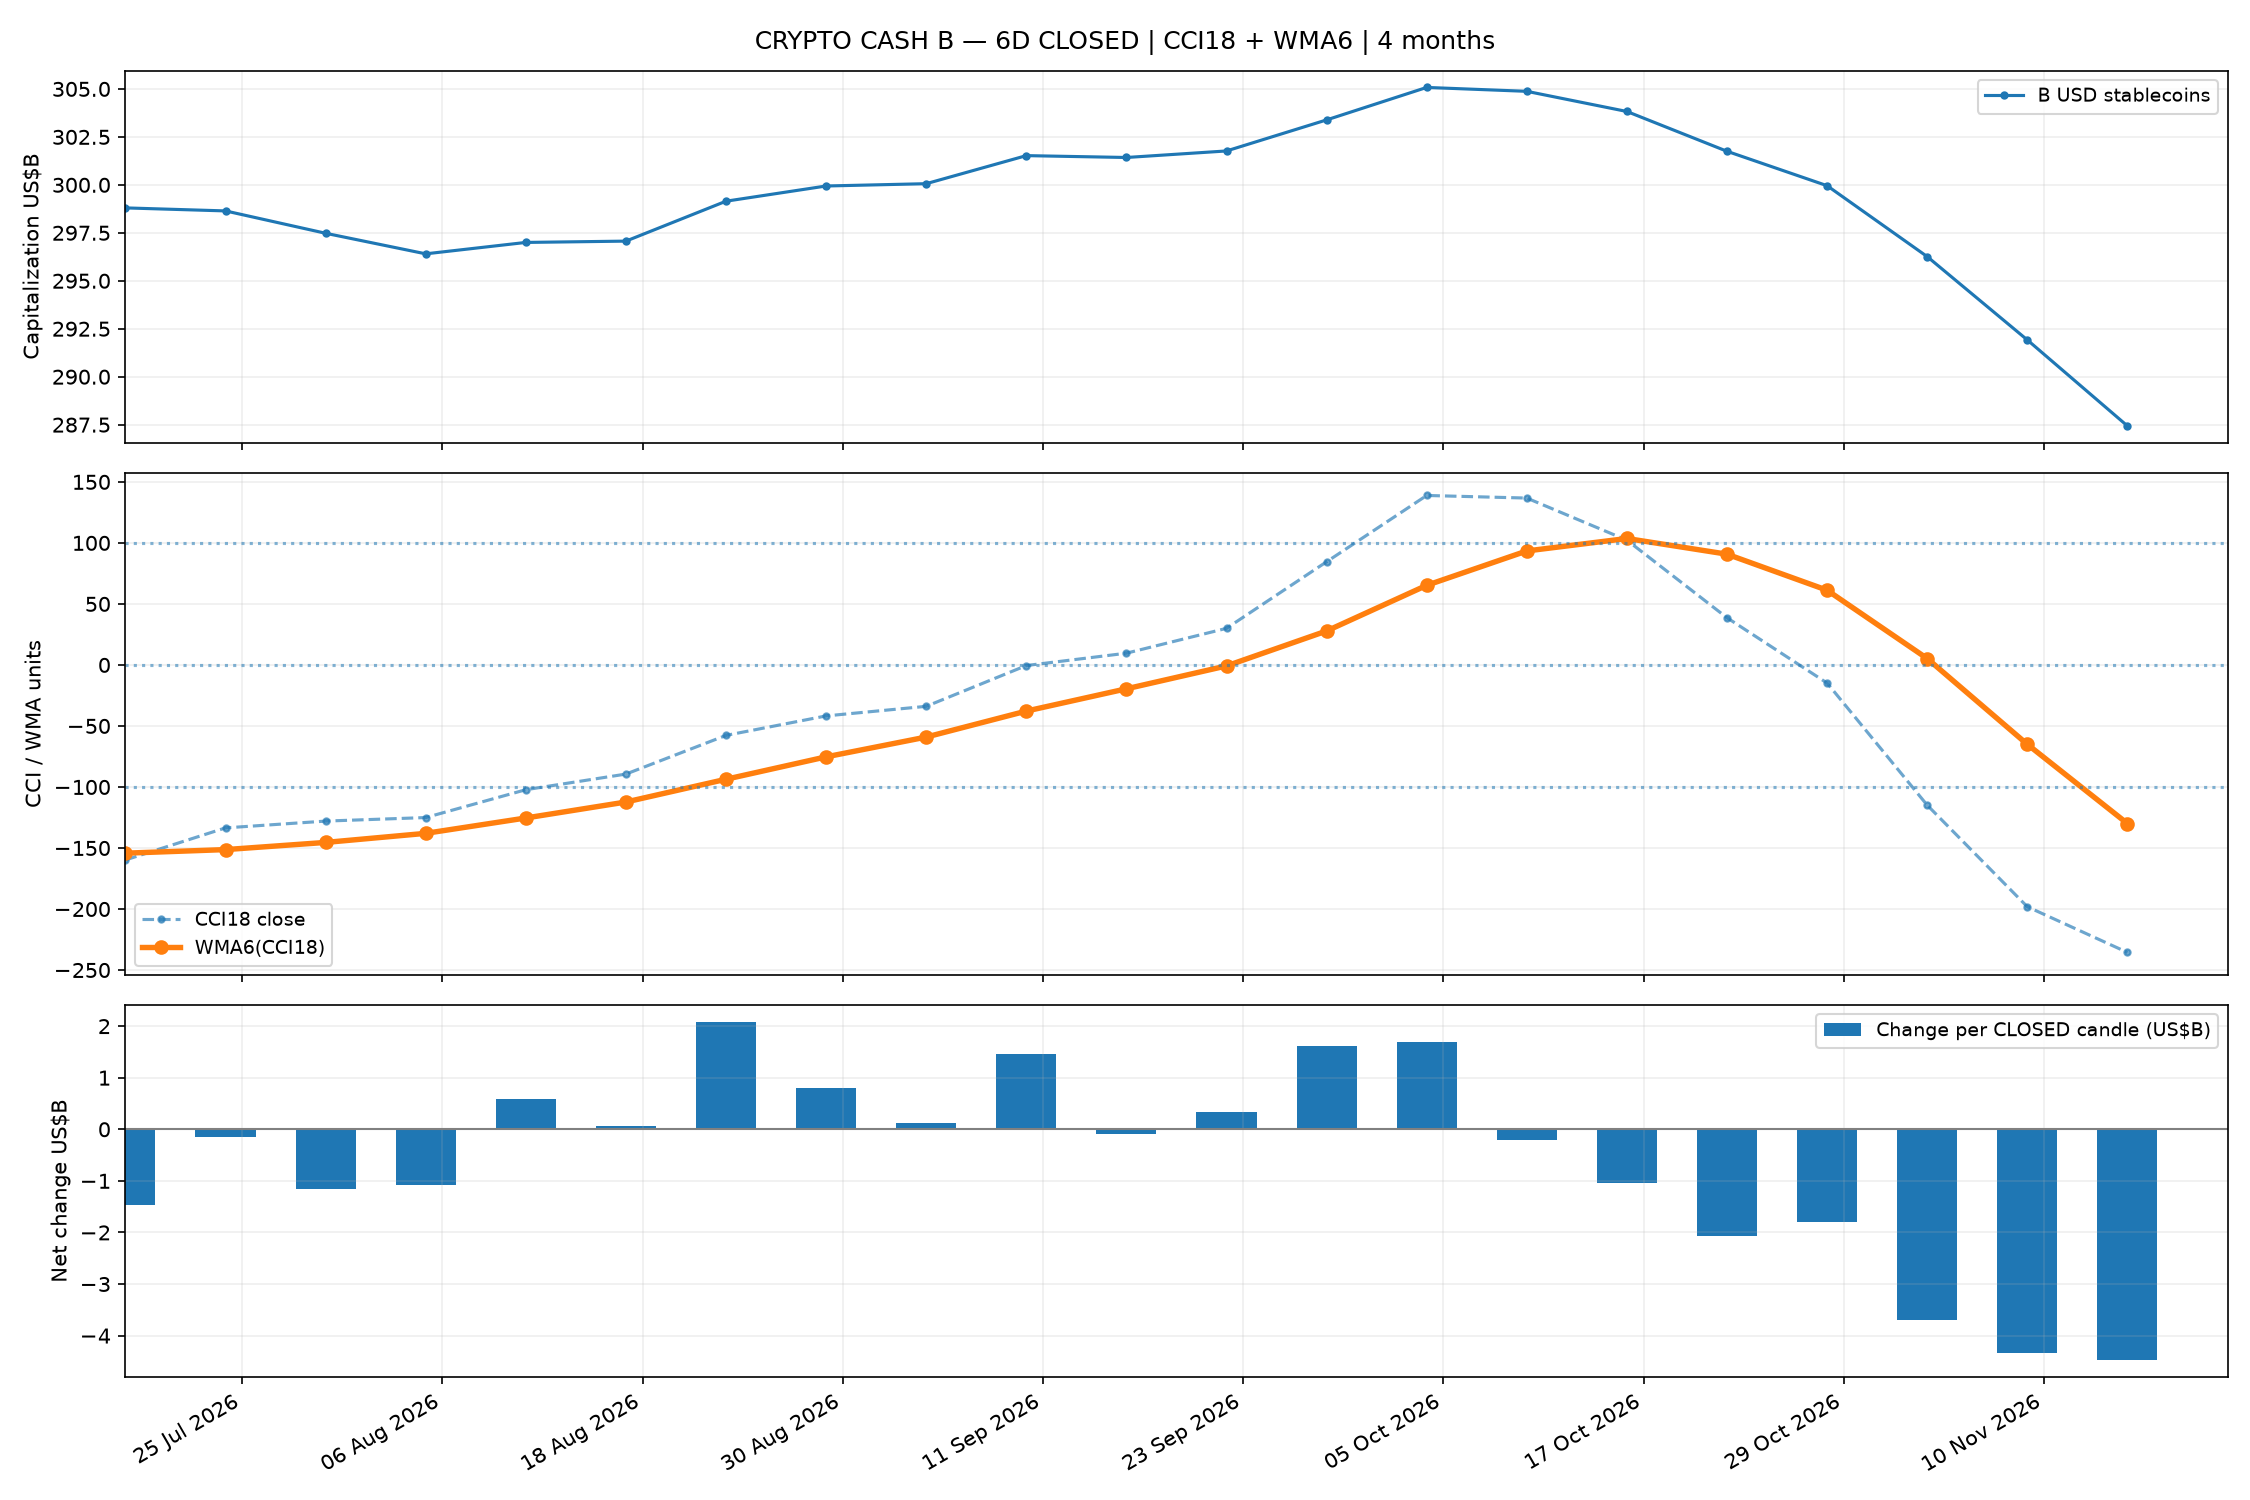 CRYPTO CASH B — 6D CLOSED | CCI18 + WMA6 | 4 months
Capitalization US$B
305.0
302.5
300.0
297.5
295.0
292.5
290.0
287.5
B USD stablecoins
CCI / WMA units
150
100
50
0
−50
−100
−150
−200
−250
CCI18 close
WMA6(CCI18)
Net change US$B
2
1
0
−1
−2
−3
−4
Change per CLOSED candle (US$B)
25 Jul 2026
06 Aug 2026
18 Aug 2026
30 Aug 2026
11 Sep 2026
23 Sep 2026
05 Oct 2026
17 Oct 2026
29 Oct 2026
10 Nov 2026